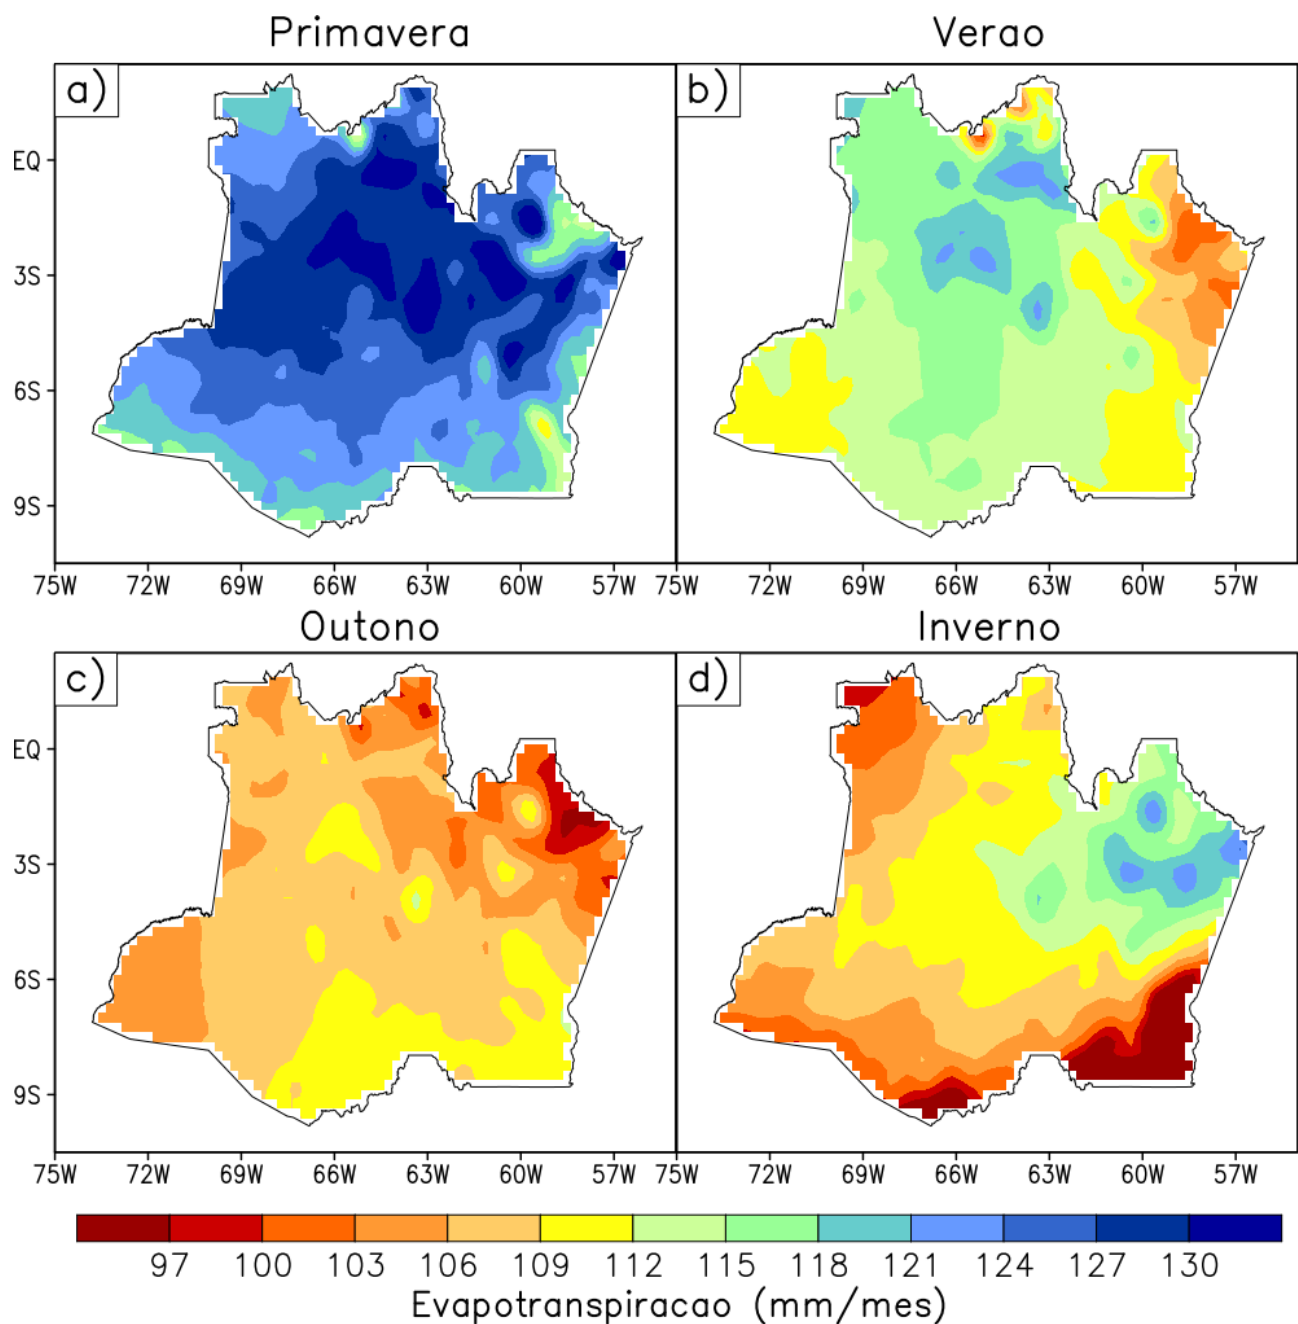 Primavera
Verao
a)
b)
EQ
3S
6S
9S
75W 72W 69W 66W 63W 60W 57W 75W 72W 69W 66W 63W 60W 57W
Outono
Inverno
c)
d)
EQ
3S
6S
9S
75W 72W 69W 66W 63W 60W 57W 75W 72W 69W 66W 63W 60W 57W
97 100 103 106 109 112 115 118 121 124 127 130
Evapotranspiracao (mm/mes)